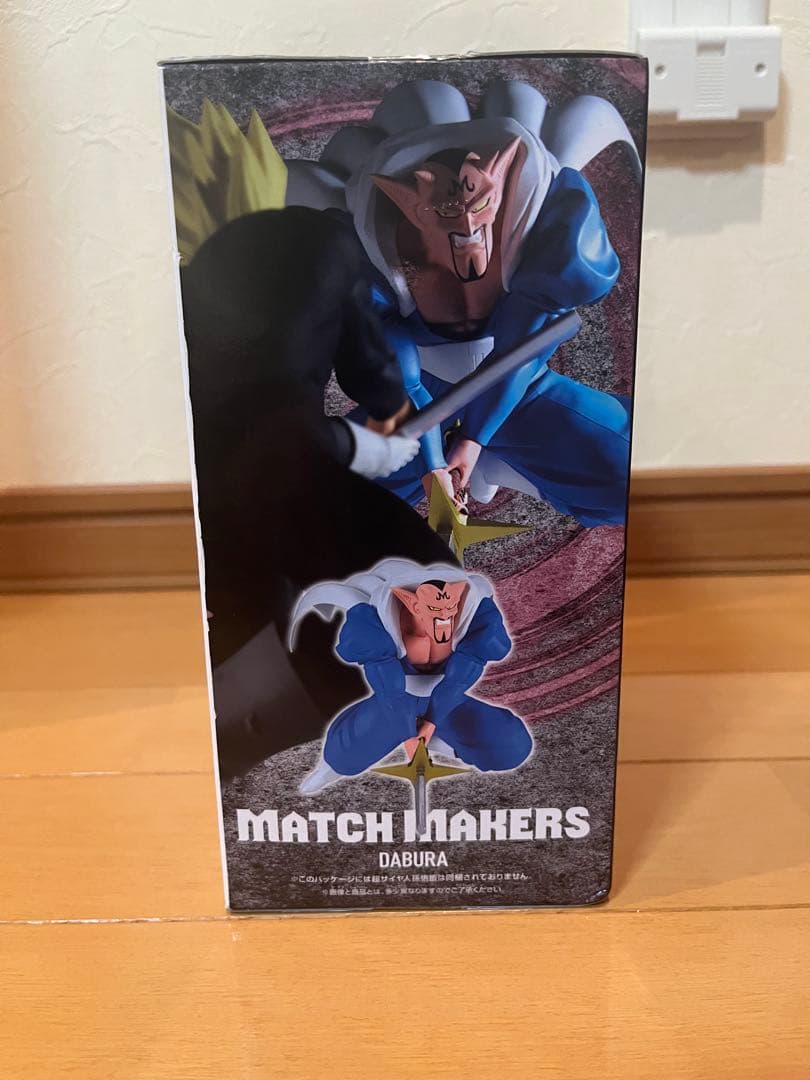 MATCH MAKERS
DABURA
※このパッケージには超サイヤ人孫悟飯は同梱されておりません。
※画像と商品とは、多少異なりますのでご了承ください。